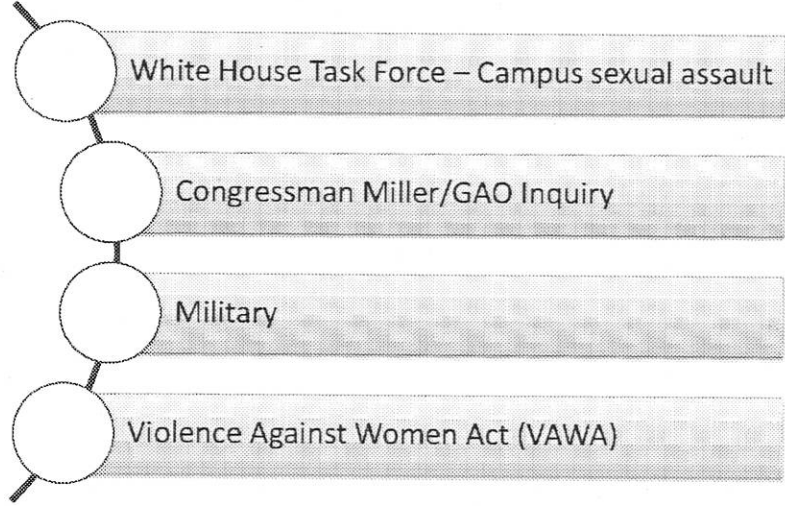 White House Task Force – Campus sexual assault
Congressman Miller/GAO Inquiry
Military
Violence Against Women Act (VAWA)